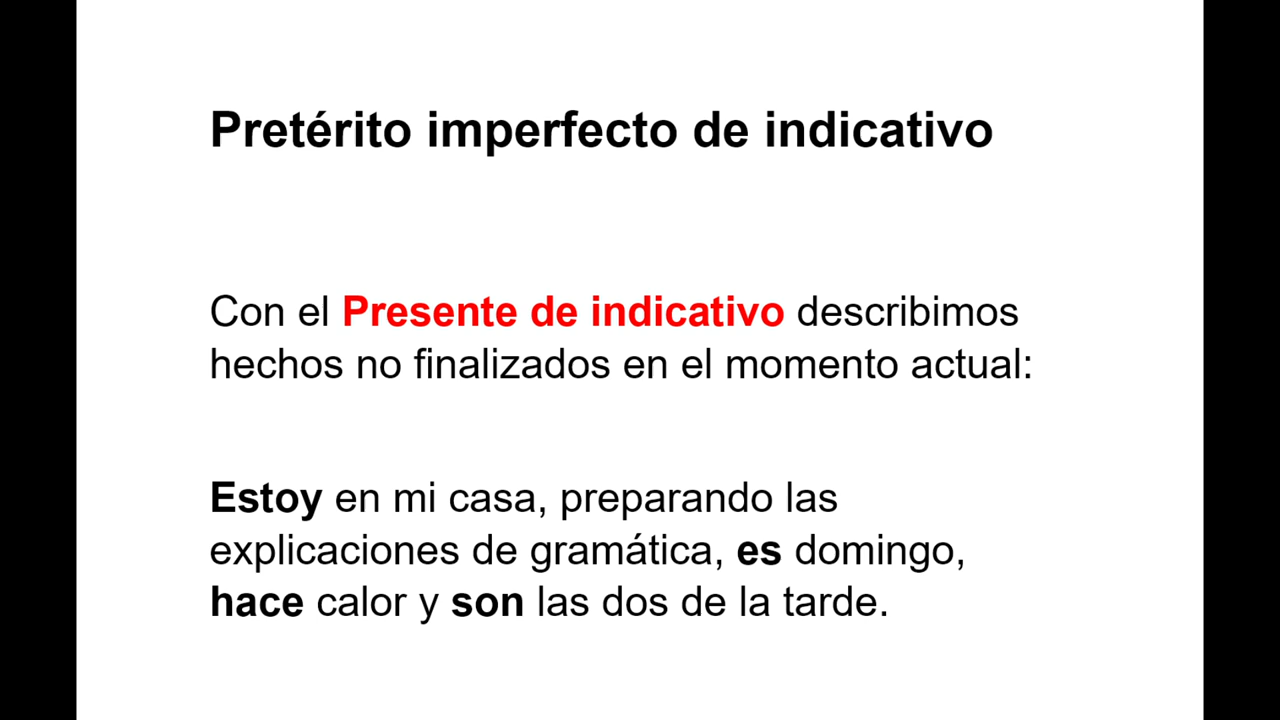 Pretérito imperfecto de indicativo
Con el Presente de indicativo describimos
hechos no finalizados en el momento actual:
Estoy en mi casa, preparando las
explicaciones de gramática, es domingo,
hace calor y son las dos de la tarde.